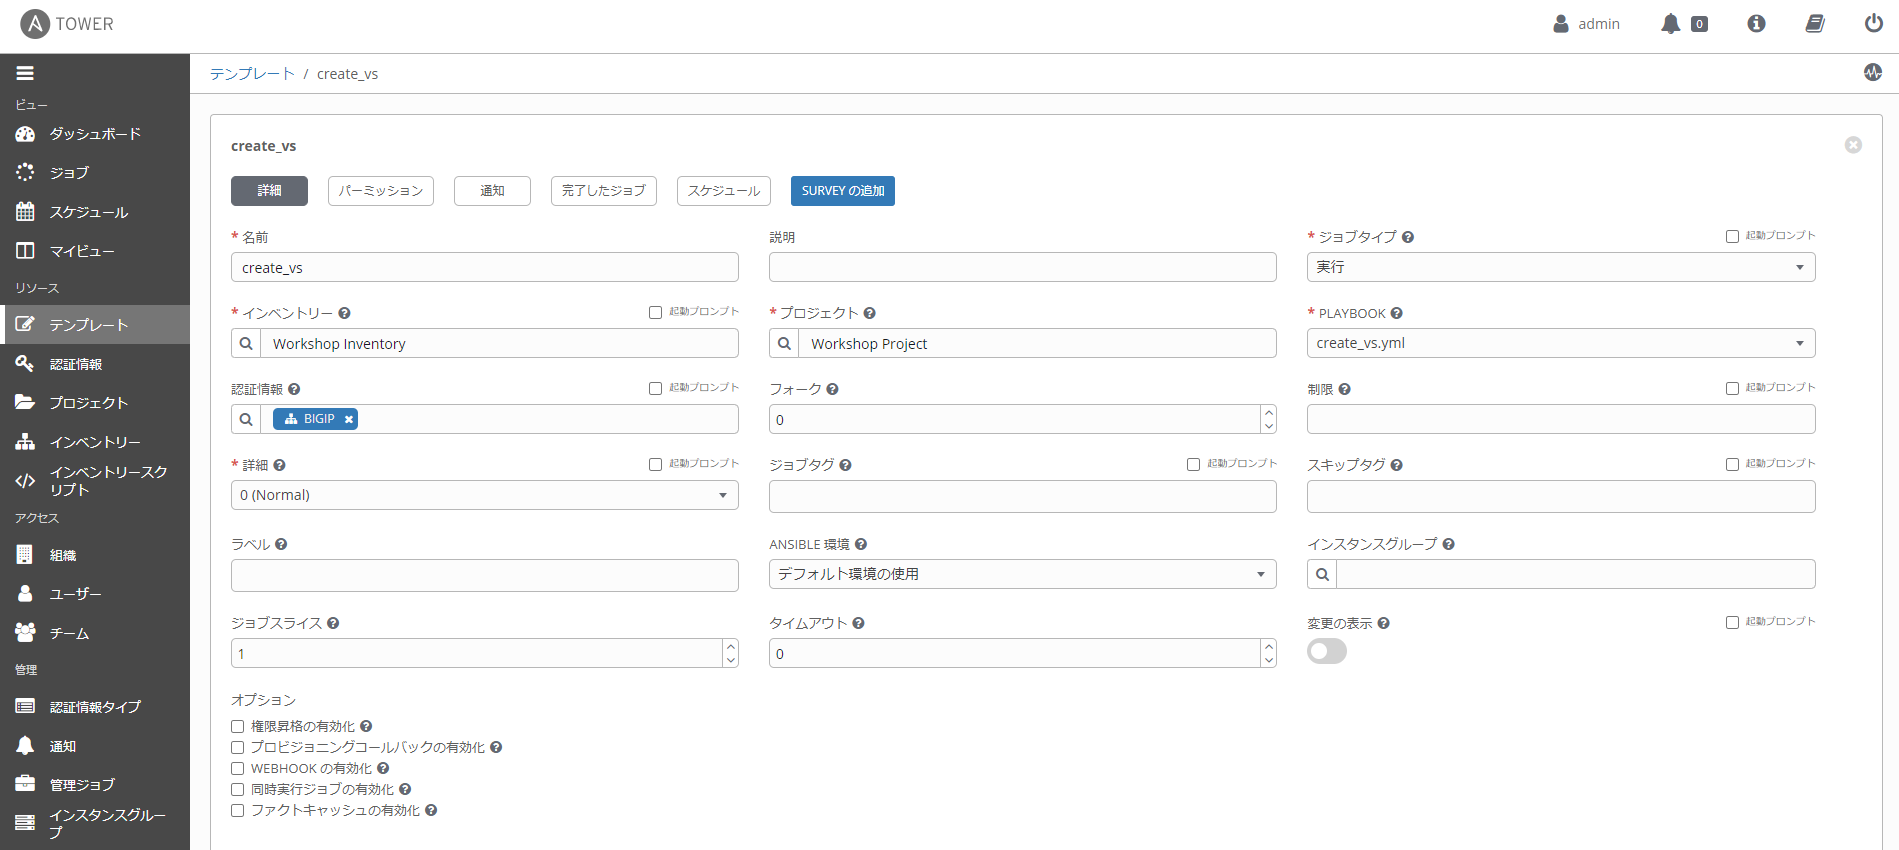 TOWER
admin
0
テンプレート / create_vs
ビュー
ダッシュボード
ジョブ
スケジュール
マイビュー
リソース
テンプレート
認証情報
プロジェクト
インベントリー
インベントリースク
リプト
アクセス
組織
ユーザー
チーム
管理
認証情報タイプ
通知
管理ジョブ
インスタンスグルー
プ
create_vs
詳細 パーミッション 通知 完了したジョブ スケジュール SURVEY の追加
* 名前
create_vs
説明
* ジョブタイプ 起動プロンプト
実行
* インベントリー 起動プロンプト
Workshop Inventory
* プロジェクト
Workshop Project
* PLAYBOOK
create_vs.yml
認証情報 起動プロンプト
BIGIP
フォーク
0
制限 起動プロンプト
* 詳細 起動プロンプト
0 (Normal)
ジョブタグ 起動プロンプト
スキップタグ 起動プロンプト
ラベル
ANSIBLE 環境
デフォルト環境の使用
インスタンスグループ
ジョブスライス
1
タイムアウト
0
変更の表示 起動プロンプト
オプション
権限昇格の有効化
プロビジョニングコールバックの有効化
WEBHOOK の有効化
同時実行ジョブの有効化
ファクトキャッシュの有効化